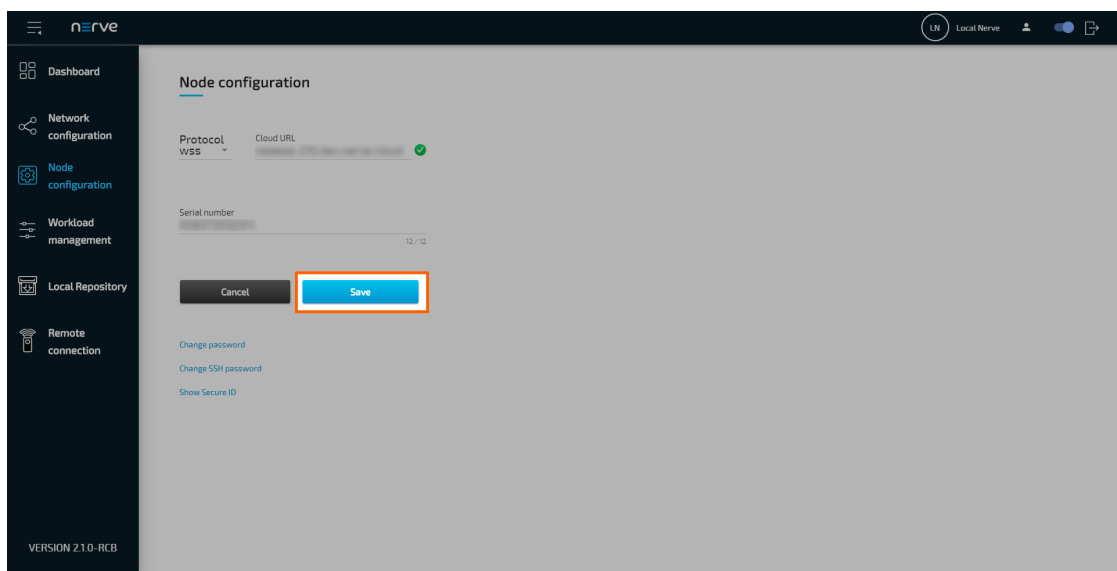 nerve
LN
Local Nerve
Dashboard
Network
configuration
Node
configuration
Workload
management
Local Repository
Remote
connection
VERSION 2.1.0-RCB
Node configuration
Protocol
Cloud URL
wss
Serial number
12 / 12
Cancel
Save
Change password
Change SSH password
Show Secure ID